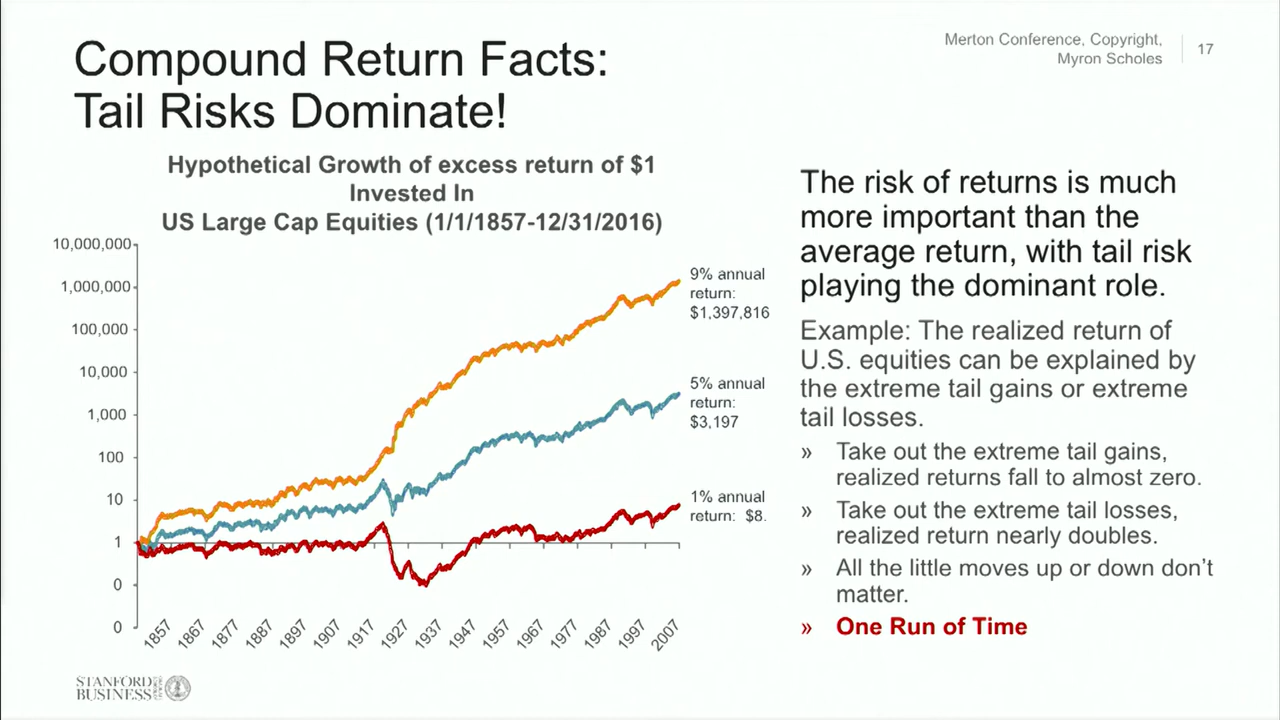 Compound Return Facts:
Tail Risks Dominate!
Merton Conference, Copyright,
Myron Scholes
17
Hypothetical Growth of excess return of $1
Invested In
US Large Cap Equities (1/1/1857-12/31/2016)
10,000,000
1,000,000
100,000
10,000
1,000
100
10
1
0
0
1857
1867
1877
1887
1897
1907
1917
1927
1937
1947
1957
1967
1977
1987
1997
2007
9% annual
return:
$1,397,816
5% annual
return:
$3,197
1% annual
return: $8.
The risk of returns is much
more important than the
average return, with tail risk
playing the dominant role.
Example: The realized return of
U.S. equities can be explained by
the extreme tail gains or extreme
tail losses.
» Take out the extreme tail gains,
realized returns fall to almost zero.
» Take out the extreme tail losses,
realized return nearly doubles.
» All the little moves up or down don't
matter.
» One Run of Time
STANFORD
BUSINESS